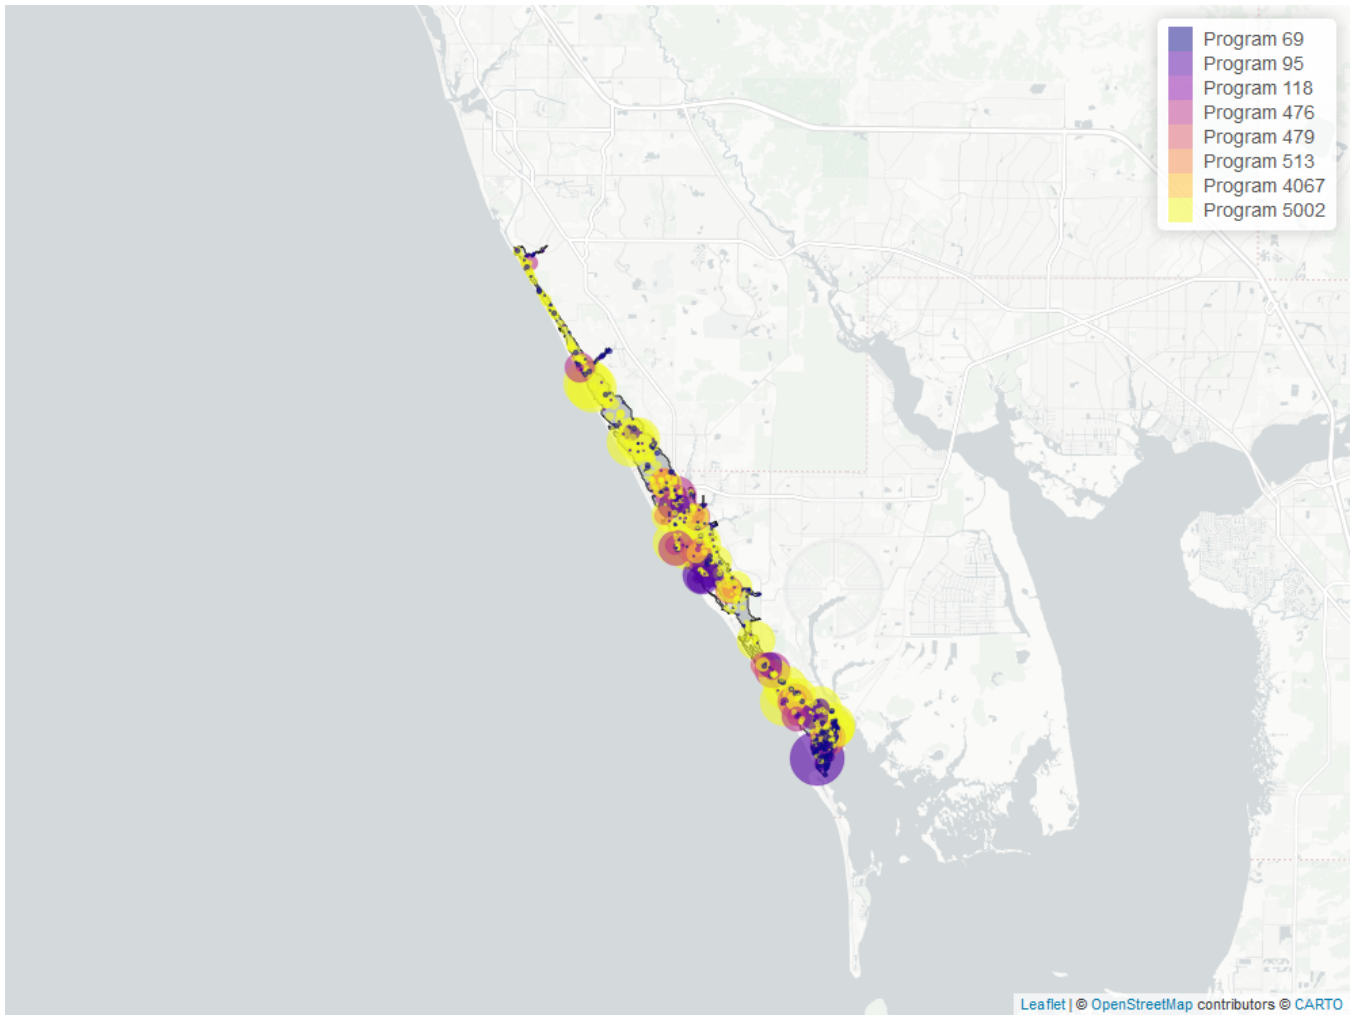 Program 69
Program 95
Program 118
Program 476
Program 479
Program 513
Program 4067
Program 5002
Leaflet | © OpenStreetMap contributors © CARTO